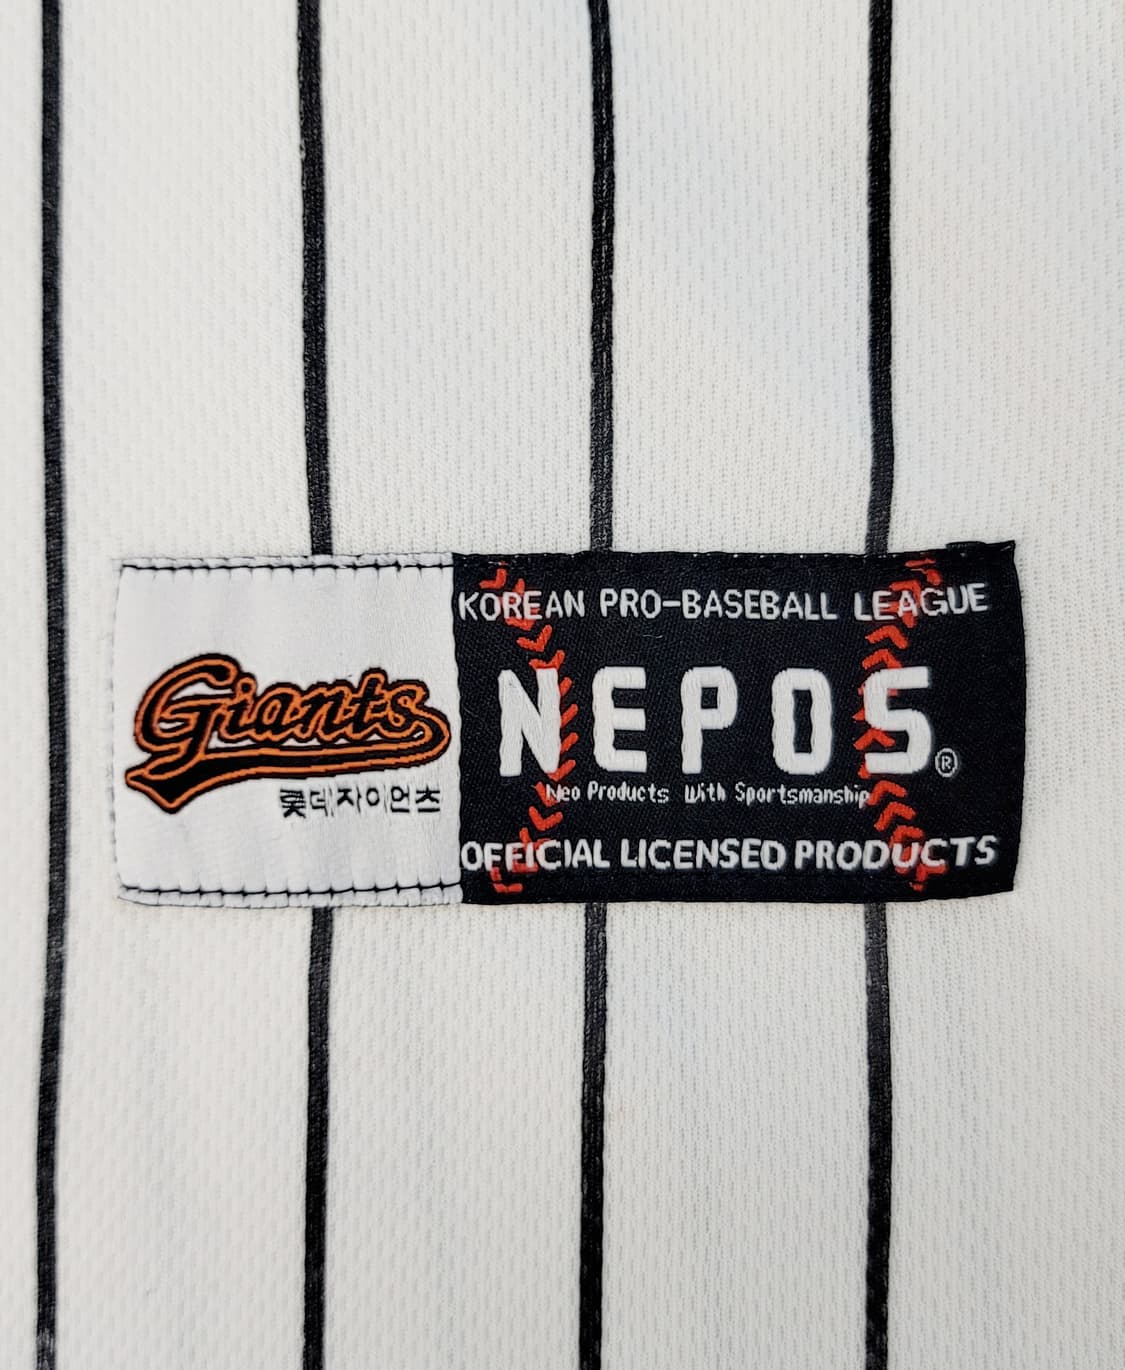 Giants
롯데자이언츠
KOREAN PRO-BASEBALL LEAGUE
NEPOS®
Neo Products With Sportsmanship
OFFICIAL LICENSED PRODUCTS